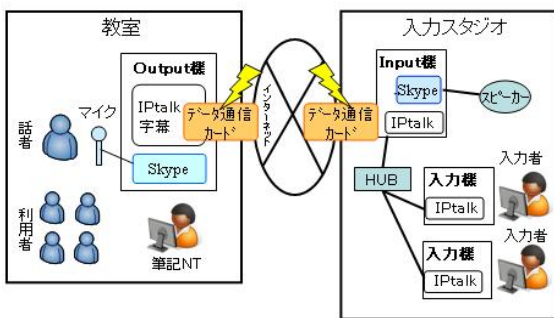 教室
Output機
IPtalk
字幕
マイク
Skype
話者
利用者
筆記NT
データ通信
カード
インターネット
データ通信
カード
入力スタジオ
Input機
Skype
IPtalk
スピーカー
HUB
入力機
IPtalk
入力者
入力機
IPtalk
入力者